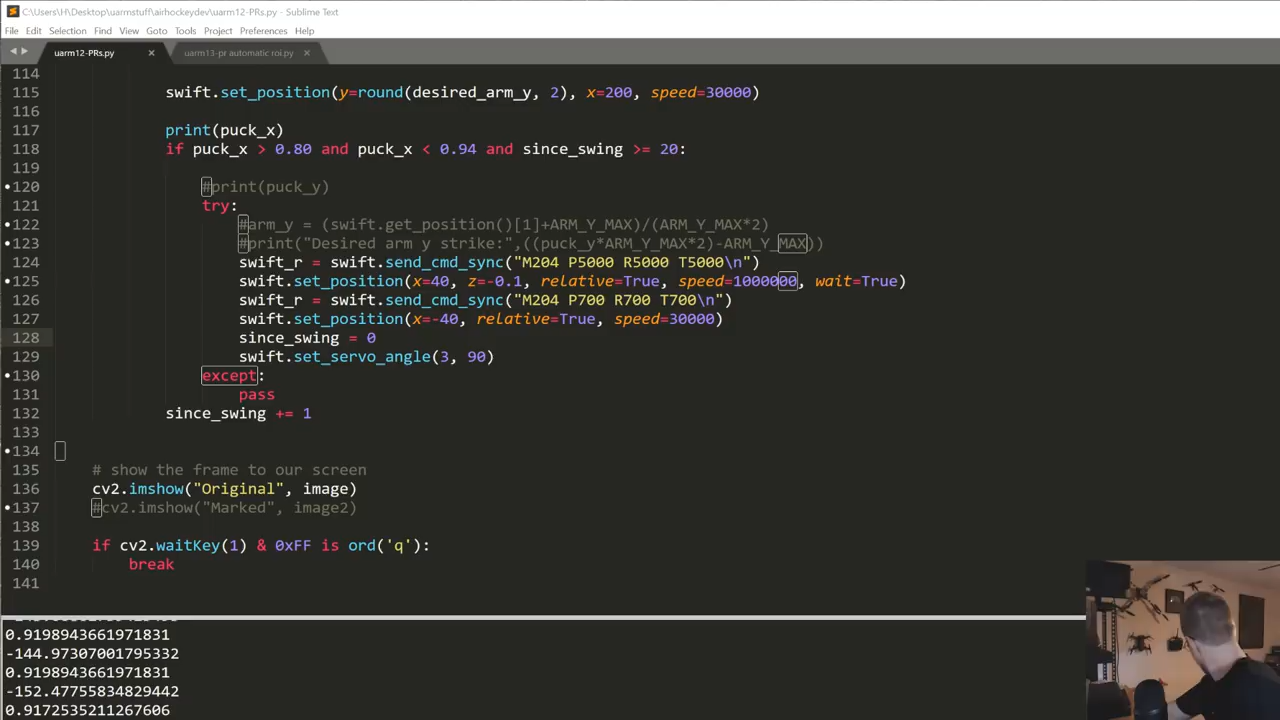 C:\Users\H\Desktop\uarmstuff\airhockeydev\uarm12-PRs.py - Sublime Text
File Edit Selection Find View Goto Tools Project Preferences Help
uarm12-PRs.py × uarm13-pr automatic roi.py ×
114
115 swift.set_position(y=round(desired_arm_y, 2), x=200, speed=30000)
116
117 print(puck_x)
118 if puck_x > 0.80 and puck_x < 0.94 and since_swing >= 20:
119
120 #print(puck_y)
121 try:
122 #arm_y = (swift.get_position()[1]+ARM_Y_MAX)/(ARM_Y_MAX*2)
123 #print("Desired arm y strike:",((puck_y*ARM_Y_MAX*2)-ARM_Y_MAX))
124 swift_r = swift.send_cmd_sync("M204 P5000 R5000 T5000\n")
125 swift.set_position(x=40, z=-0.1, relative=True, speed=1000000, wait=True)
126 swift_r = swift.send_cmd_sync("M204 P700 R700 T700\n")
127 swift.set_position(x=-40, relative=True, speed=30000)
128 since_swing = 0
129 swift.set_servo_angle(3, 90)
130 except:
131 pass
132 since_swing += 1
133
134
135 # show the frame to our screen
136 cv2.imshow("Original", image)
137 #cv2.imshow("Marked", image2)
138
139 if cv2.waitKey(1) & 0xFF is ord('q'):
140 break
141
0.9198943661971831
-144.97307001795332
0.9198943661971831
-152.47755834829442
0.9172535211267606